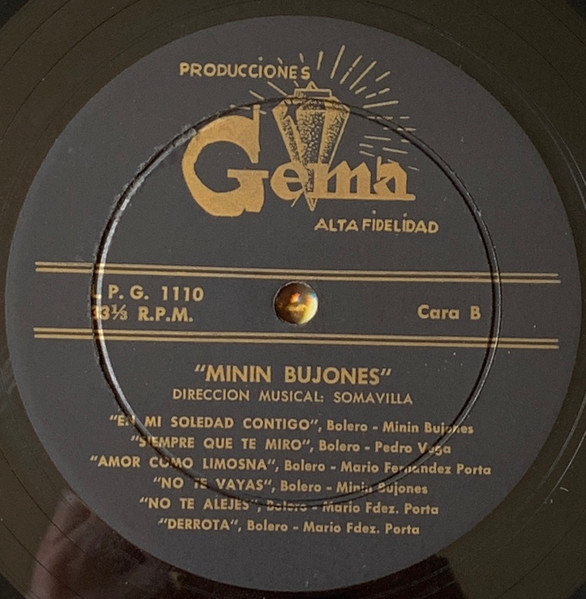 PRODUCCIONES
Gema
ALTA FIDELIDAD
L. P. G. 1110
33⅓ R.P.M.
Cara B
"MININ BUJONES"
DIRECCION MUSICAL: SOMAVILLA
"EN MI SOLEDAD CONTIGO", Bolero - Minin Bujones
"SIEMPRE QUE TE MIRO", Bolero - Pedro Vega
"AMOR COMO LIMOSNA", Bolero - Mario Fernandez Porta
"NO TE VAYAS", Bolero - Minin Bujones
"NO TE ALEJES", Bolero - Mario Fdez. Porta
"DERROTA", Bolero - Mario Fdez. Porta